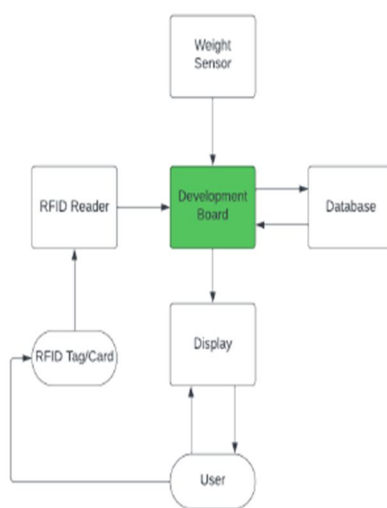 Weight
Sensor
RFID Reader
Development
Board
Database
RFID Tag/Card
Display
User